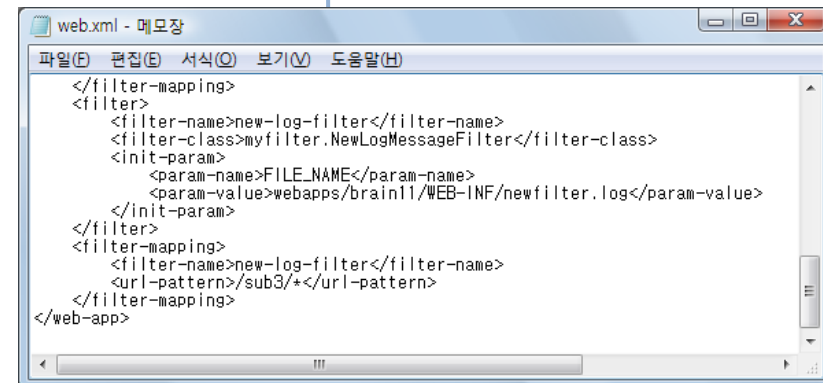 web.xml - 메모장
파일(F) 편집(E) 서식(O) 보기(V) 도움말(H)
</filter-mapping>
<filter>
<filter-name>new-log-filter</filter-name>
<filter-class>myfilter.NewLogMessageFilter</filter-class>
<init-param>
<param-name>FILE_NAME</param-name>
<param-value>webapps/brain11/WEB-INF/newfilter.log</param-value>
</init-param>
</filter>
<filter-mapping>
<filter-name>new-log-filter</filter-name>
<url-pattern>/sub3/*</url-pattern>
</filter-mapping>
</web-app>